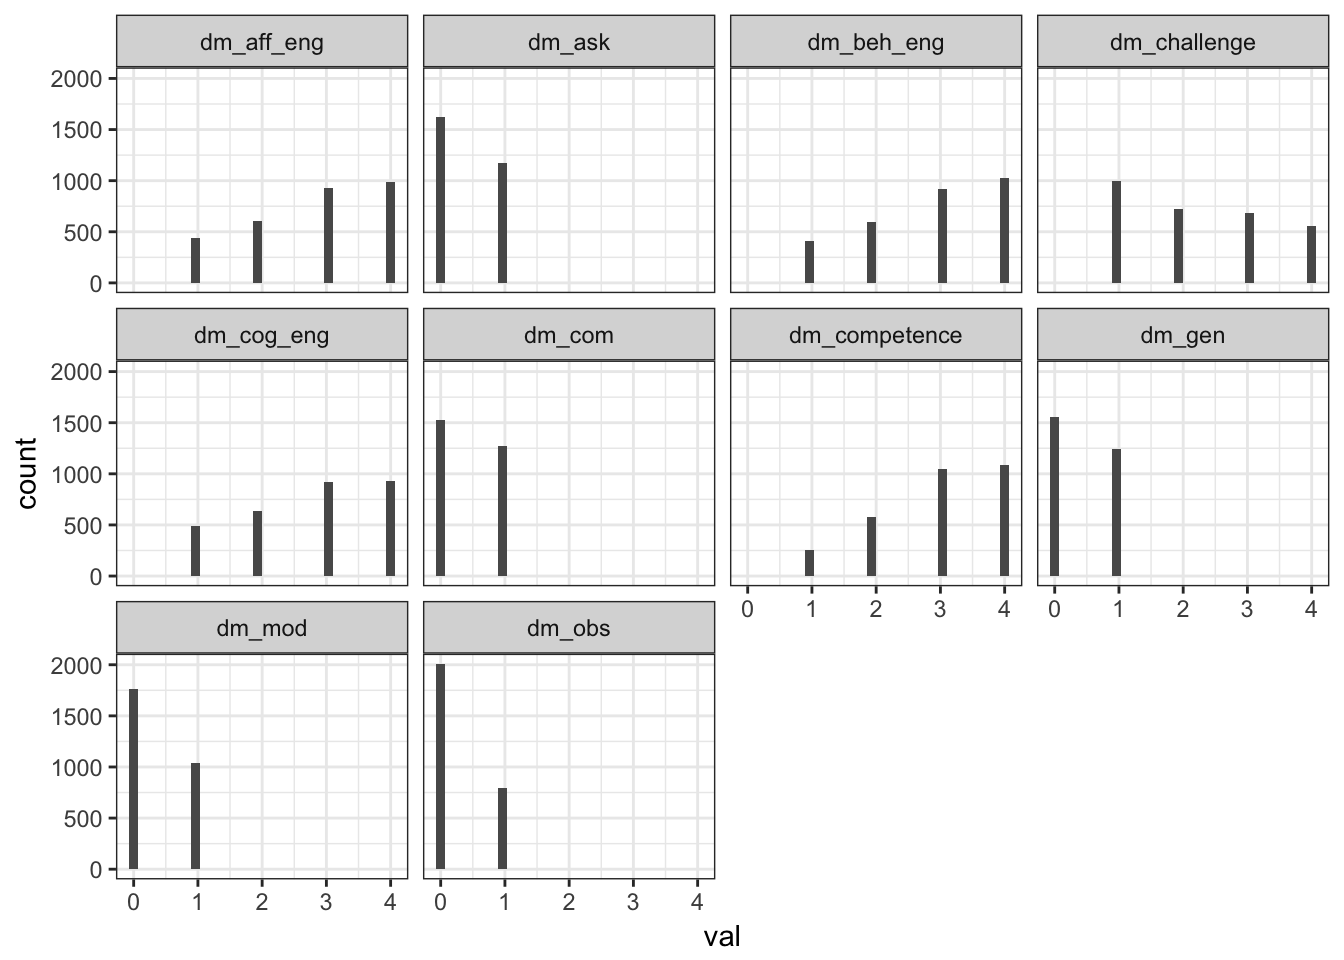 dm_aff_eng dm_ask dm_beh_eng dm_challenge
2000
1500
1000
500
0
dm_cog_eng dm_com dm_competence dm_gen
2000
1500
1000
500
0
0 1 2 3 4 0 1 2 3 4
count
dm_mod dm_obs
2000
1500
1000
500
0
0 1 2 3 4 0 1 2 3 4
val